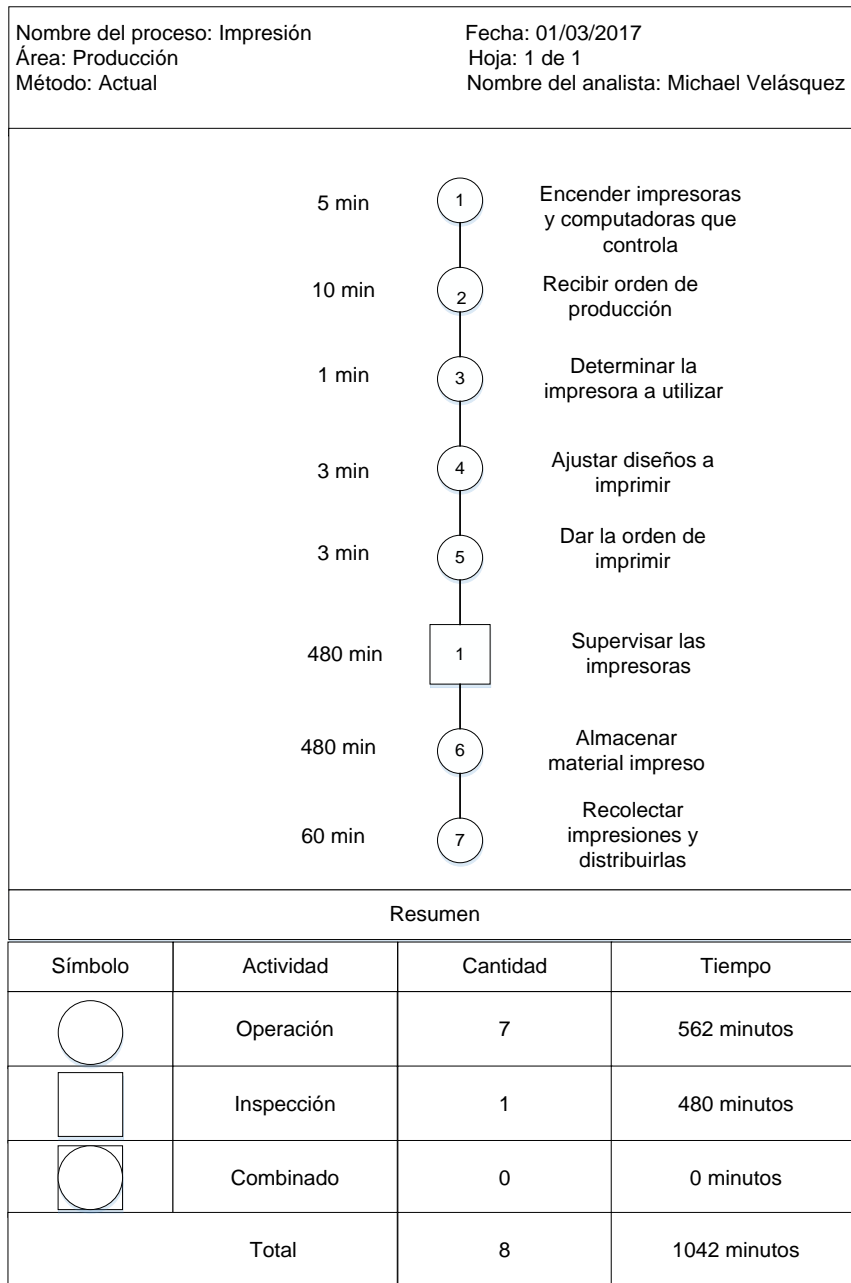 Nombre del proceso: Impresión Fecha: 01/03/2017
Área: Producción Hoja: 1 de 1
Método: Actual Nombre del analista: Michael Velásquez
5 min
1
Encender impresoras
y computadoras que
controla
10 min
2
Recibir orden de
producción
1 min
3
Determinar la
impresora a utilizar
3 min
4
Ajustar diseños a
imprimir
3 min
5
Dar la orden de
imprimir
480 min
1
Supervisar las
impresoras
480 min
6
Almacenar
material impreso
60 min
7
Recolectar
impresiones y
distribuirlas
Resumen
Símbolo Actividad Cantidad Tiempo
Operación 7 562 minutos
Inspección 1 480 minutos
Combinado 0 0 minutos
Total 8 1042 minutos